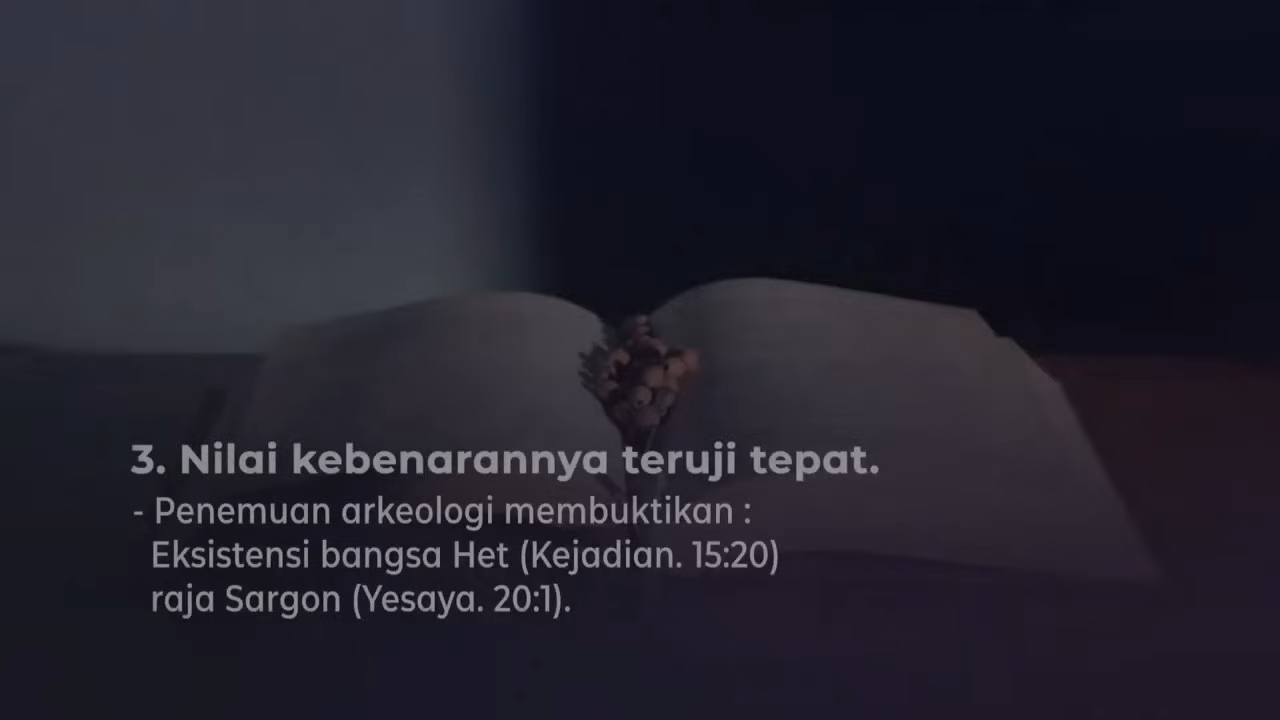 3. Nilai kebenarannya teruji tepat.
- Penemuan arkeologi membuktikan :
Eksistensi bangsa Het (Kejadian. 15:20)
raja Sargon (Yesaya. 20:1).